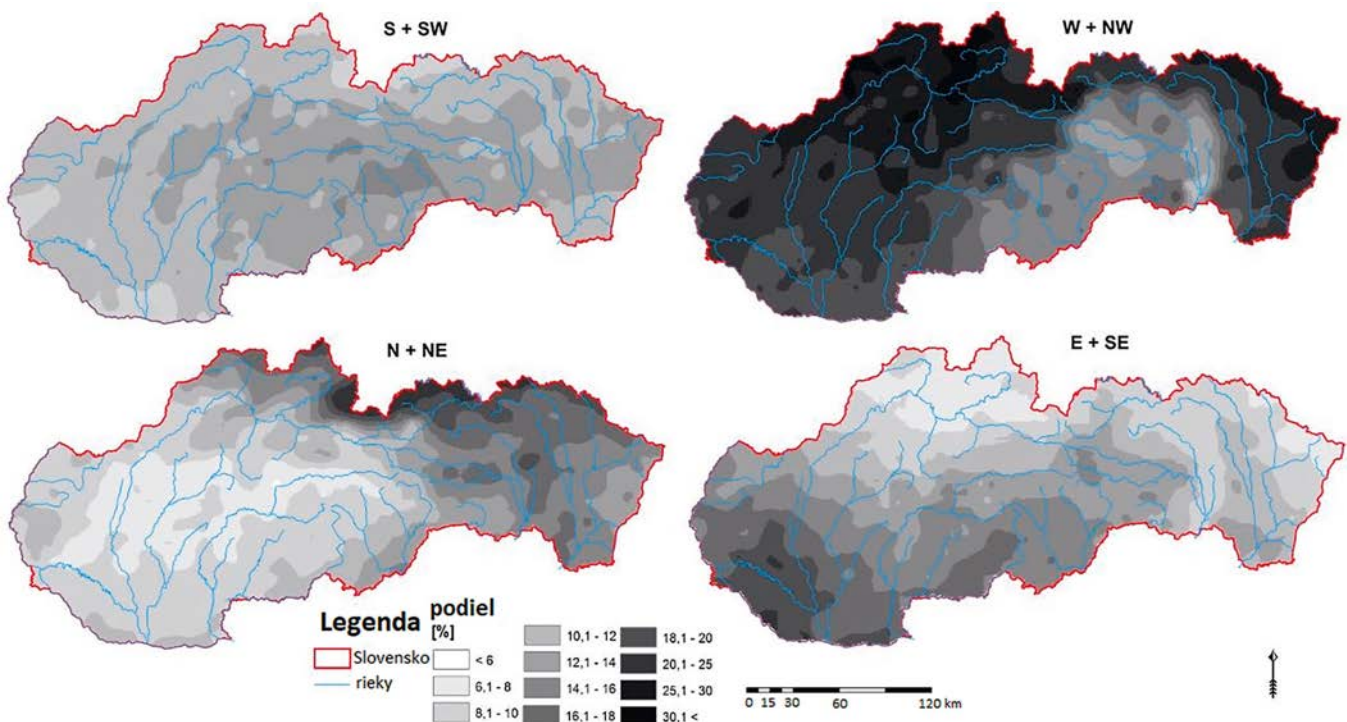 S + SW
W + NW
N + NE
E + SE
Legenda
Slovensko
rieky
podiel
[%]
< 6
6,1 - 8
8,1 - 10
10,1 - 12
12,1 - 14
14,1 - 16
16,1 - 18
18,1 - 20
20,1 - 25
25,1 - 30
30,1 <
0 15 30 60 90 120 km